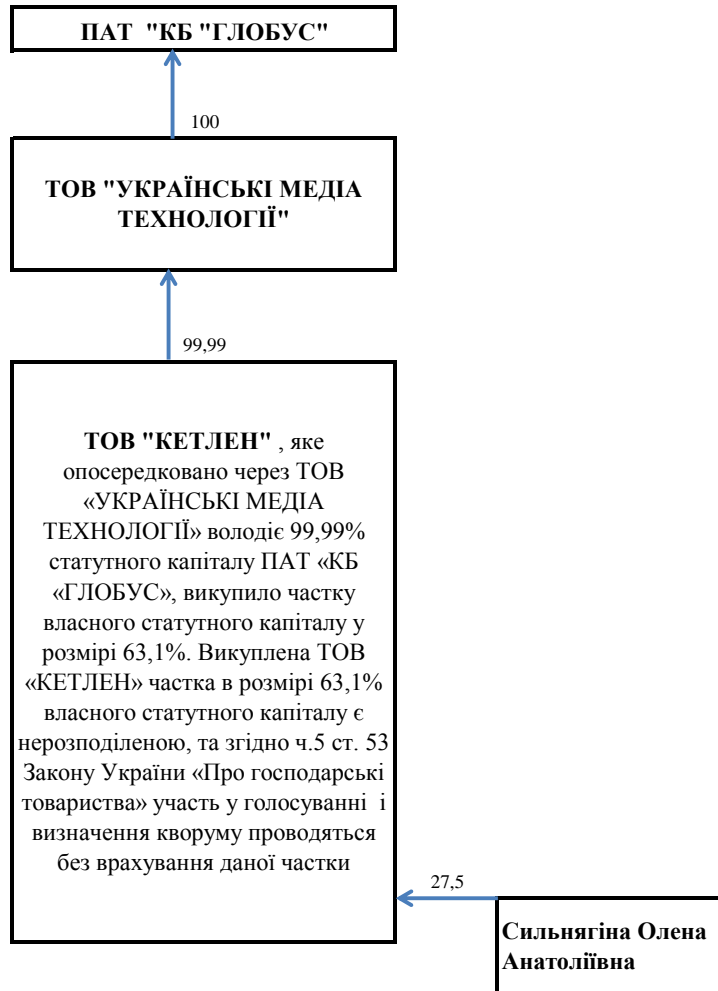 ПАТ "КБ "ГЛОБУС"
100
ТОВ "УКРАЇНСЬКІ МЕДІА
ТЕХНОЛОГІЇ"
99,99
ТОВ "КЕТЛЕН" , яке
опосередковано через ТОВ
«УКРАЇНСЬКІ МЕДІА
ТЕХНОЛОГІЇ» володіє 99,99%
статутного капіталу ПАТ «КБ
«ГЛОБУС», викупило частку
власного статутного капіталу у
розмірі 63,1%. Викуплена ТОВ
«КЕТЛЕН» частка в розмірі 63,1%
власного статутного капіталу є
нерозподіленою, та згідно ч.5 ст. 53
Закону України «Про господарські
товариства» участь у голосуванні і
визначення кворуму проводяться
без врахування даної частки
27,5
Сильнягіна Олена
Анатоліївна